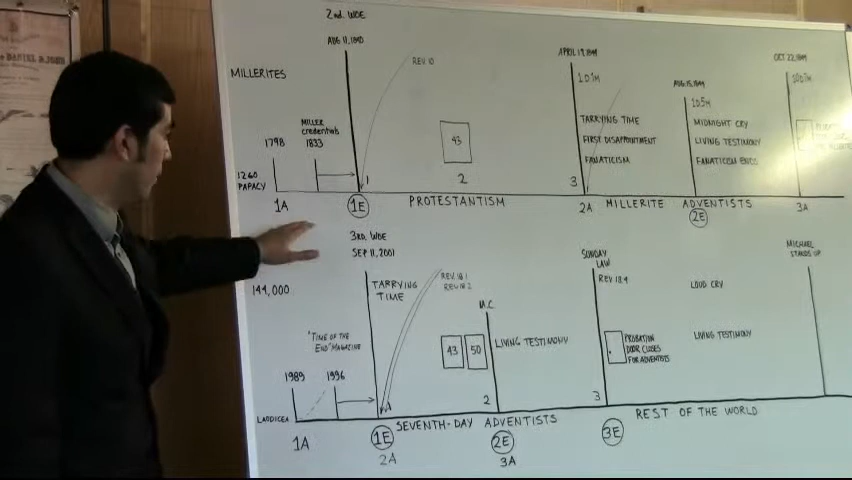 2nd. WOE
AUG 11, 1840
MILLERITES
REV 10
APRIL 19, 1844
1D1M
AUG 15, 1844
1D5M
OCT 22, 1844
1D7M
MILLER
credentials
1798
1833
43
TARRYING TIME
FIRST DISAPPOINTMENT
FANATICISM
MIDNIGHT CRY
LIVING TESTIMONY
FANATICISM ENDS
1260
PAPACY
1
2
3
1A
1E
PROTESTANTISM
2A
MILLERITE ADVENTISTS
2E
3A
3RD. WOE
SEP 11, 2001
144,000
TARRYING
TIME
REV 18:1
REV 18:2
M.C
SUNDAY
LAW
REV 18:4
LOUD CRY
MICHAEL
STANDS UP
"TIME OF THE
END" MAGAZINE
43
50
LIVING TESTIMONY
PROBATION
DOOR CLOSES
FOR ADVENTISTS
LIVING TESTIMONY
1989
1996
LAODICEA
1
2
3
1A
1E
SEVENTH-DAY ADVENTISTS
REST OF THE WORLD
2A
2E
3A
3E